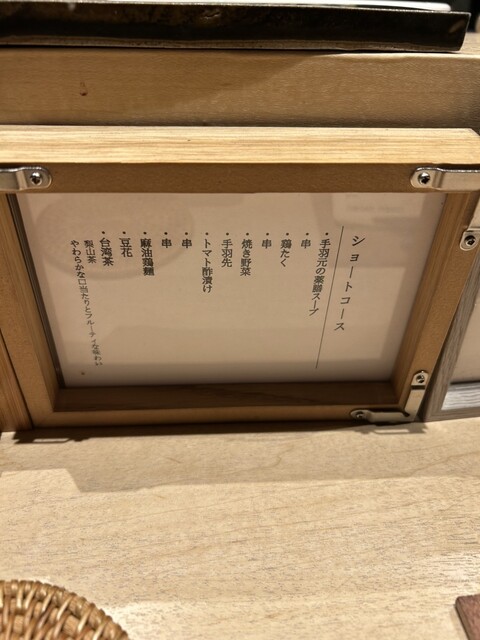 ショートコース
・手羽元の薬膳スープ
・串
・鶏たく
・串
・焼き野菜
・手羽先
・トマト酢漬け
・串
・串
・麻油鶏麺
・豆花
・台湾茶
梨山茶
やわらかな口当たりとフルーティな味わい